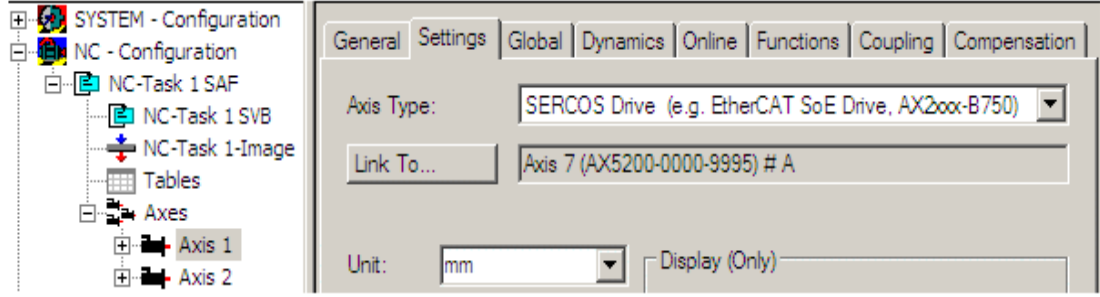 SYSTEM - Configuration
NC - Configuration
NC-Task 1 SAF
NC-Task 1 SVB
NC-Task 1-Image
Tables
Axes
Axis 1
Axis 2
General Settings Global Dynamics Online Functions Coupling Compensation
Axis Type: SERCOS Drive (e.g. EtherCAT SoE Drive, AX2xxx-B750)
Link To... Axis 7 (AX5200-0000-9995) # A
Unit: mm Display (Only)